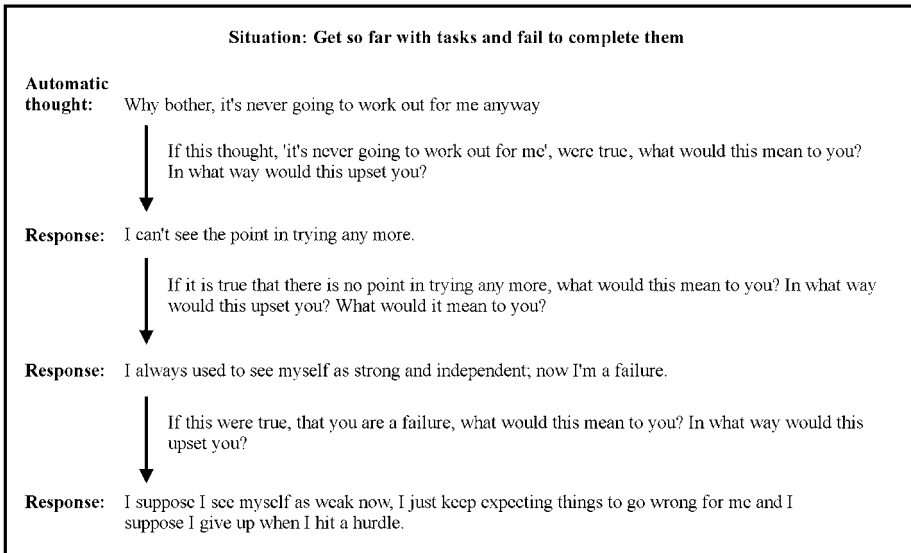 Situation: Get so far with tasks and fail to complete them
Automatic
thought: Why bother, it's never going to work out for me anyway
If this thought, 'it's never going to work out for me', were true, what would this mean to you?
In what way would this upset you?
Response: I can't see the point in trying any more.
If it is true that there is no point in trying any more, what would this mean to you? In what way
would this upset you? What would it mean to you?
Response: I always used to see myself as strong and independent; now I'm a failure.
If this were true, that you are a failure, what would this mean to you? In what way would this
upset you?
Response: I suppose I see myself as weak now, I just keep expecting things to go wrong for me and I
suppose I give up when I hit a hurdle.